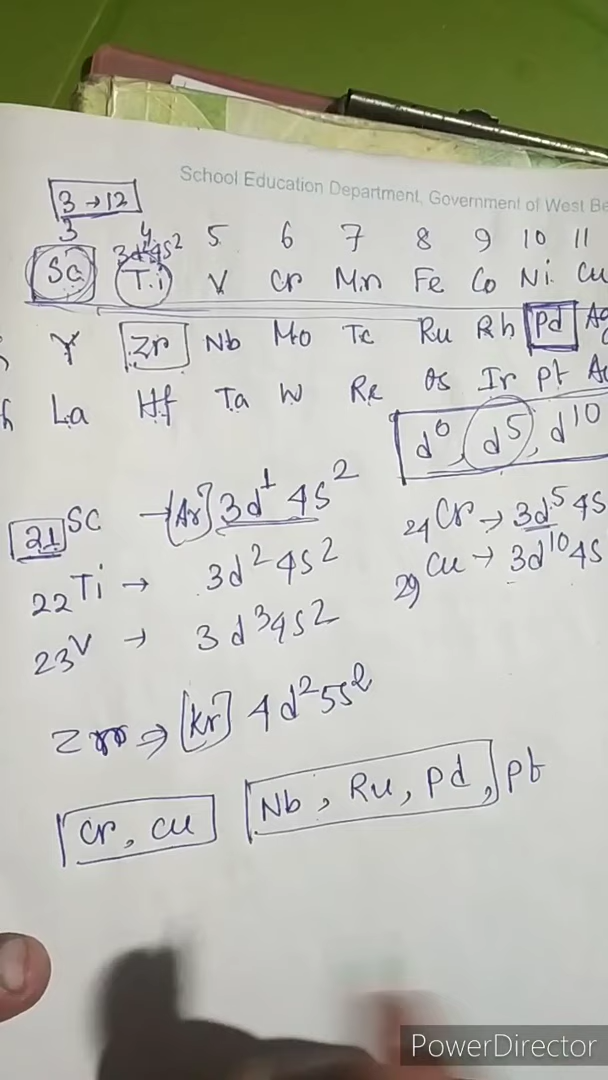 School Education Department, Government of West Be
3 → 12
3 4 5 6 7 8 9 10 11
3d²4s²
Sc Ti V Cr Mn Fe Co Ni Cu
Y Zr Nb Mo Tc Ru Rh Pd Ag
La Hf Ta W Re Os Ir Pt
d⁰, d⁵, d¹⁰
21 Sc → [Ar] 3d¹ 4s²
24 Cr → 3d⁵ 4s
22 Ti → 3d² 4s²
29 Cu → 3d¹⁰ 4s
23 V → 3d³ 4s²
Zr → [Kr] 4d² 5s²
Cr, Cu Nb, Ru, Pd, Pt
PowerDirector